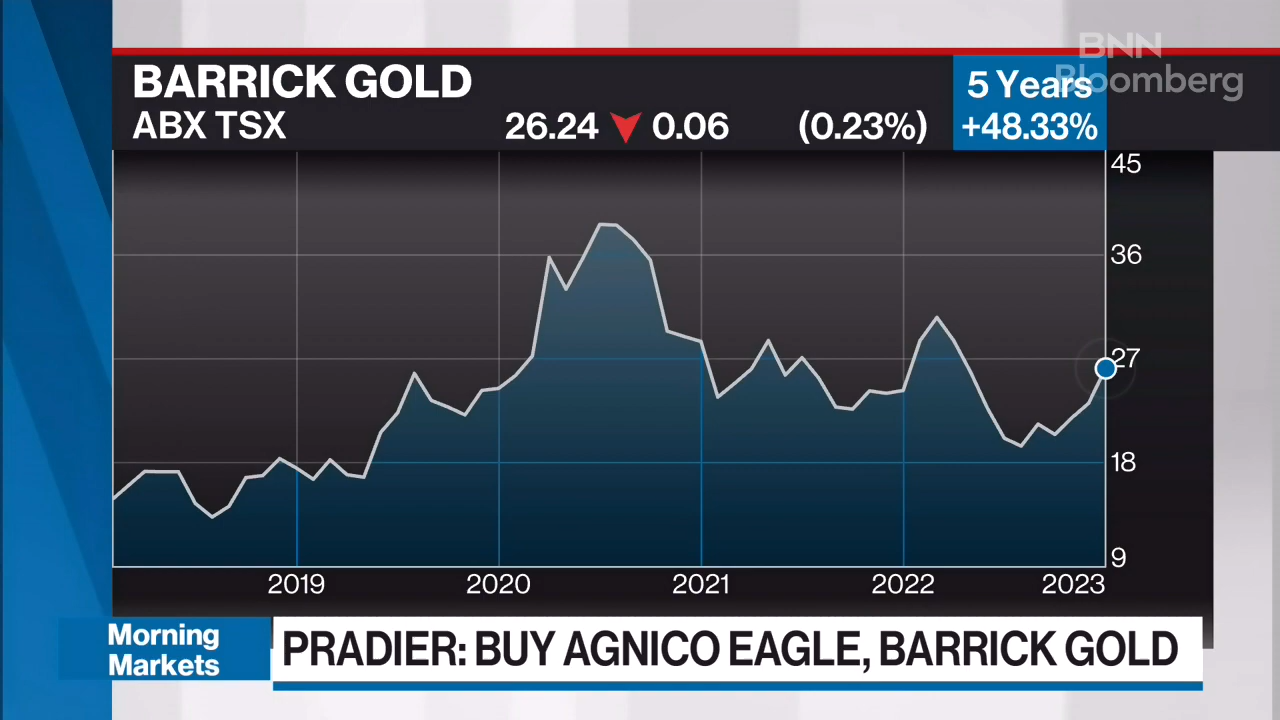 BNN
Bloomberg
BARRICK GOLD
ABX TSX
26.24 0.06 (0.23%)
5 Years
+48.33%
45
36
27
18
9
2019 2020 2021 2022 2023
Morning
Markets
PRADIER: BUY AGNICO EAGLE, BARRICK GOLD